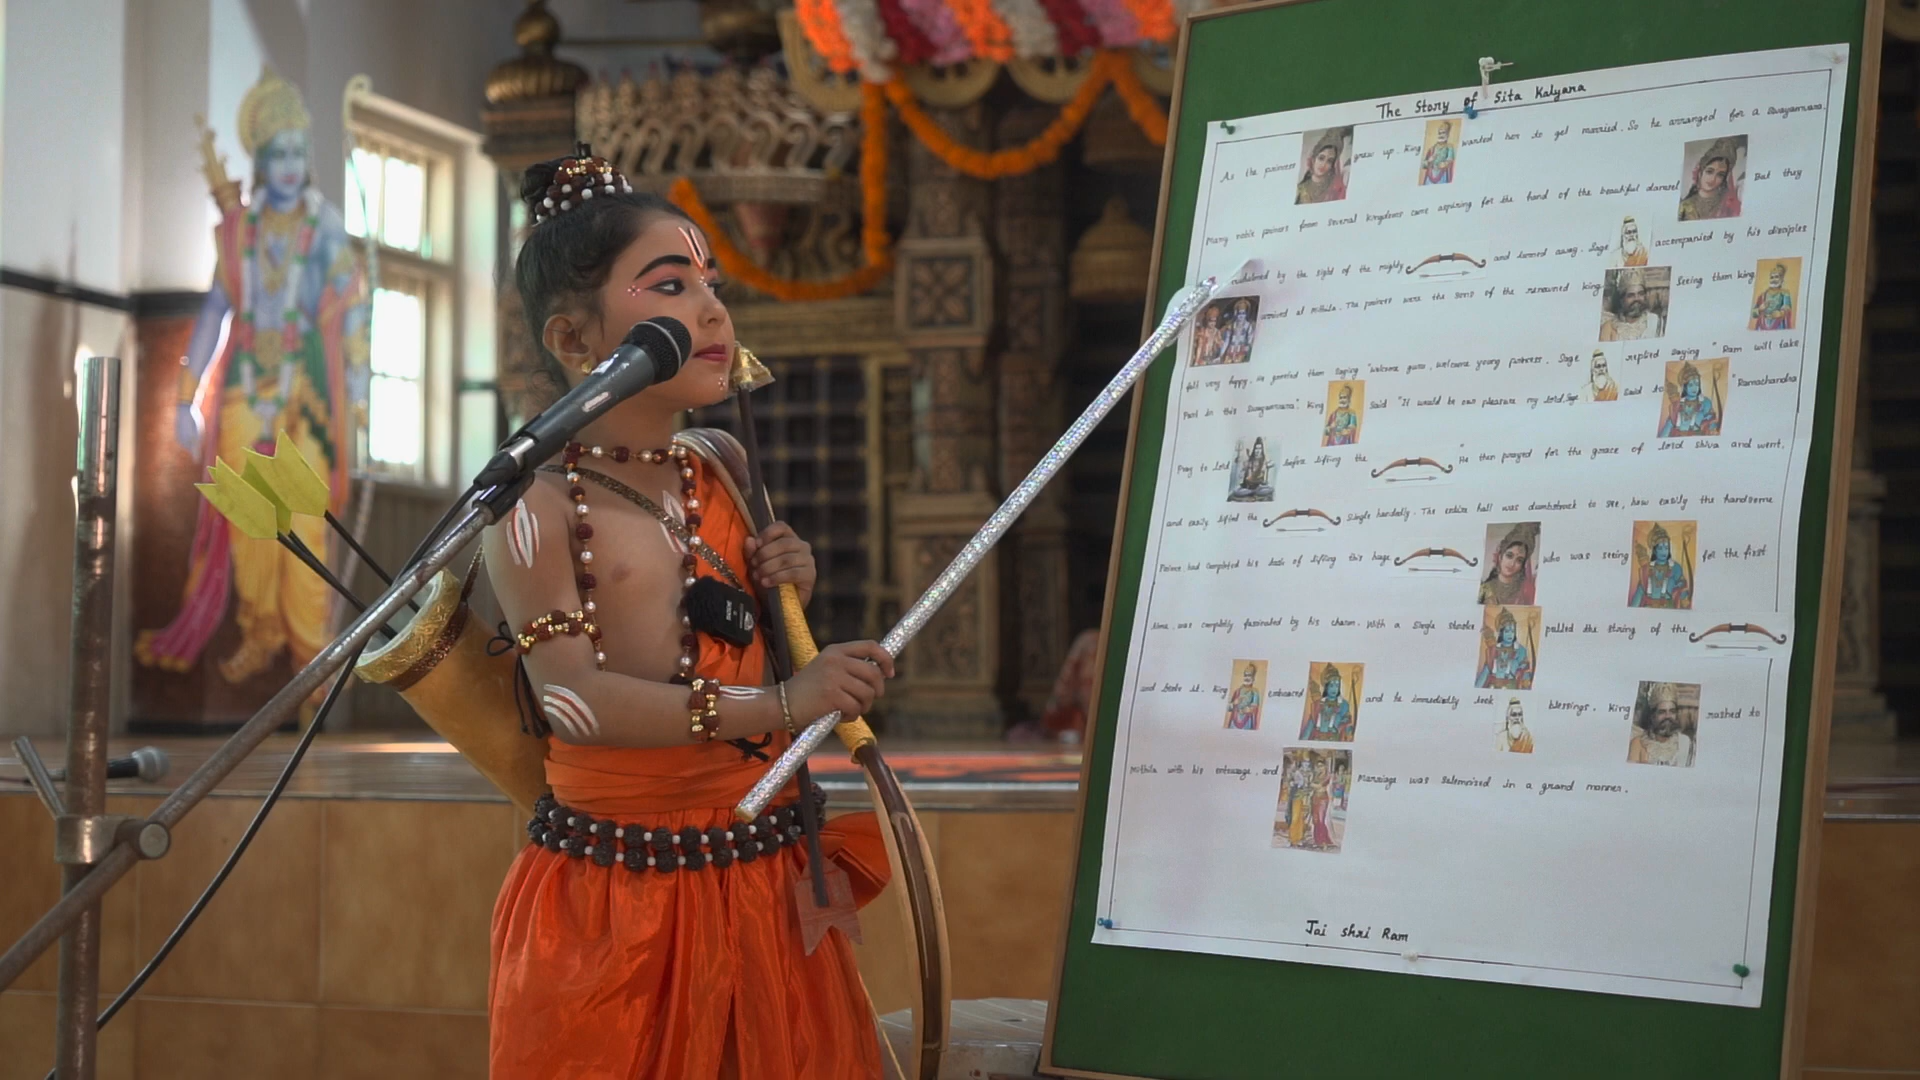 The Story of Sita Kalyana
As the princess grew up. King wanted her to get married. So he arranged for a Swayamvara.
Many noble princes from several kingdoms came aspiring for the hand of the beautiful damsel But they
by the sight of the mighty and turned away. Sage accompanied by his disciples
arrived at Mithila. The princes were the sons of the renowned king. Seeing them king
felt very happy. He greeted them saying "Welcome guru, welcome young princess. Sage replied saying "Ram will take
Part in this Swayamvara". King Said "It would be our pleasure my lord, Sage Said to "Ramachandra
Pray to lord before lifting the " He then prayed for the grace of lord shiva and went,
and easily lifted the Single handedly. The entire hall was dumbstruck to see, how easily the handsome
Prince had completed his task of lifting this huge who was seeing for the first
time, was completly fascinated by his charm. With a Single stroke pulled the string of the
and broke it. King embraced and he immediatly took blessings. King rushed to
Mithila with his entourage, and Marriage was Solemnised in a grand manner.
Jai shri Ram